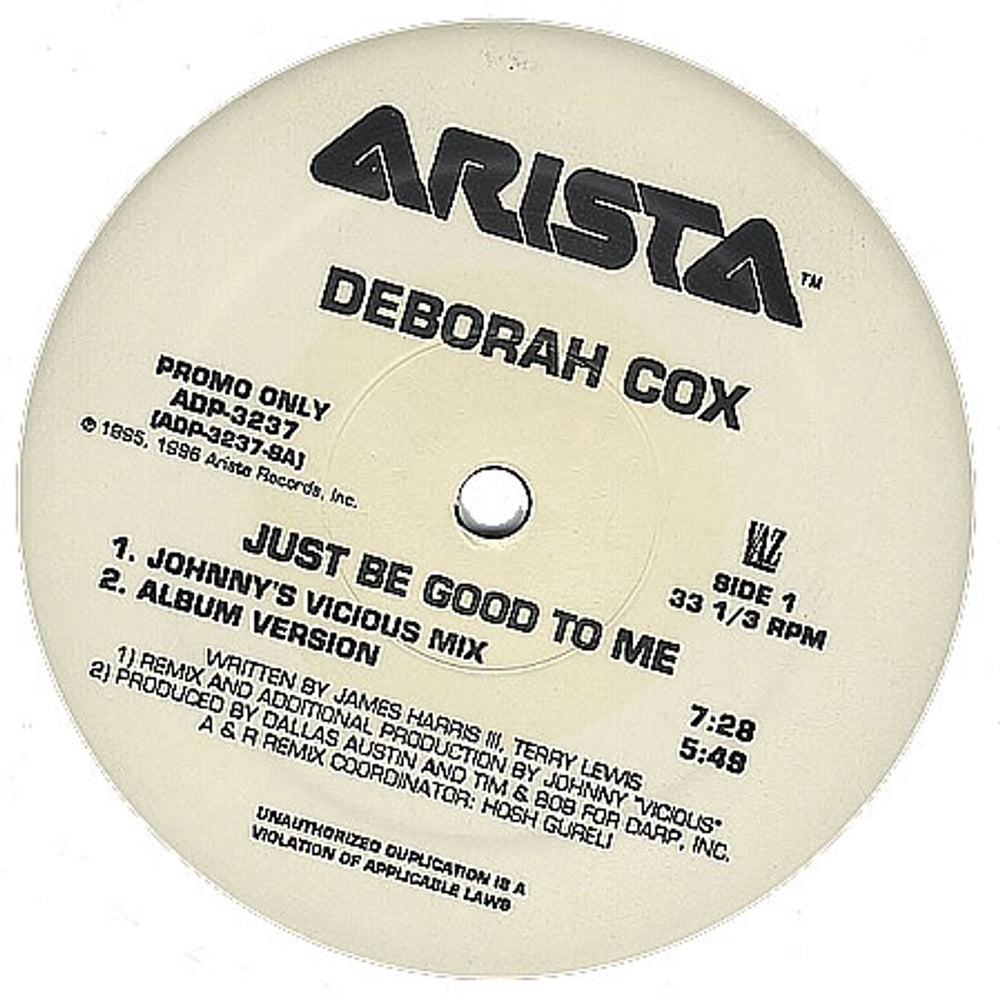 ARISTA™
DEBORAH COX
PROMO ONLY
ADP-3237
(ADP-3237-SA)
℗ 1995, 1996 Arista Records, Inc.
SIDE 1
33 1/3 RPM
JUST BE GOOD TO ME
1. JOHNNY'S VICIOUS MIX 7:28
2. ALBUM VERSION 5:49
WRITTEN BY JAMES HARRIS III, TERRY LEWIS
1) REMIX AND ADDITIONAL PRODUCTION BY JOHNNY "VICIOUS"
2) PRODUCED BY DALLAS AUSTIN AND TIM & BOB FOR DARP, INC.
A & R REMIX COORDINATOR: HOSH GURELI
UNAUTHORIZED DUPLICATION IS A
VIOLATION OF APPLICABLE LAWS